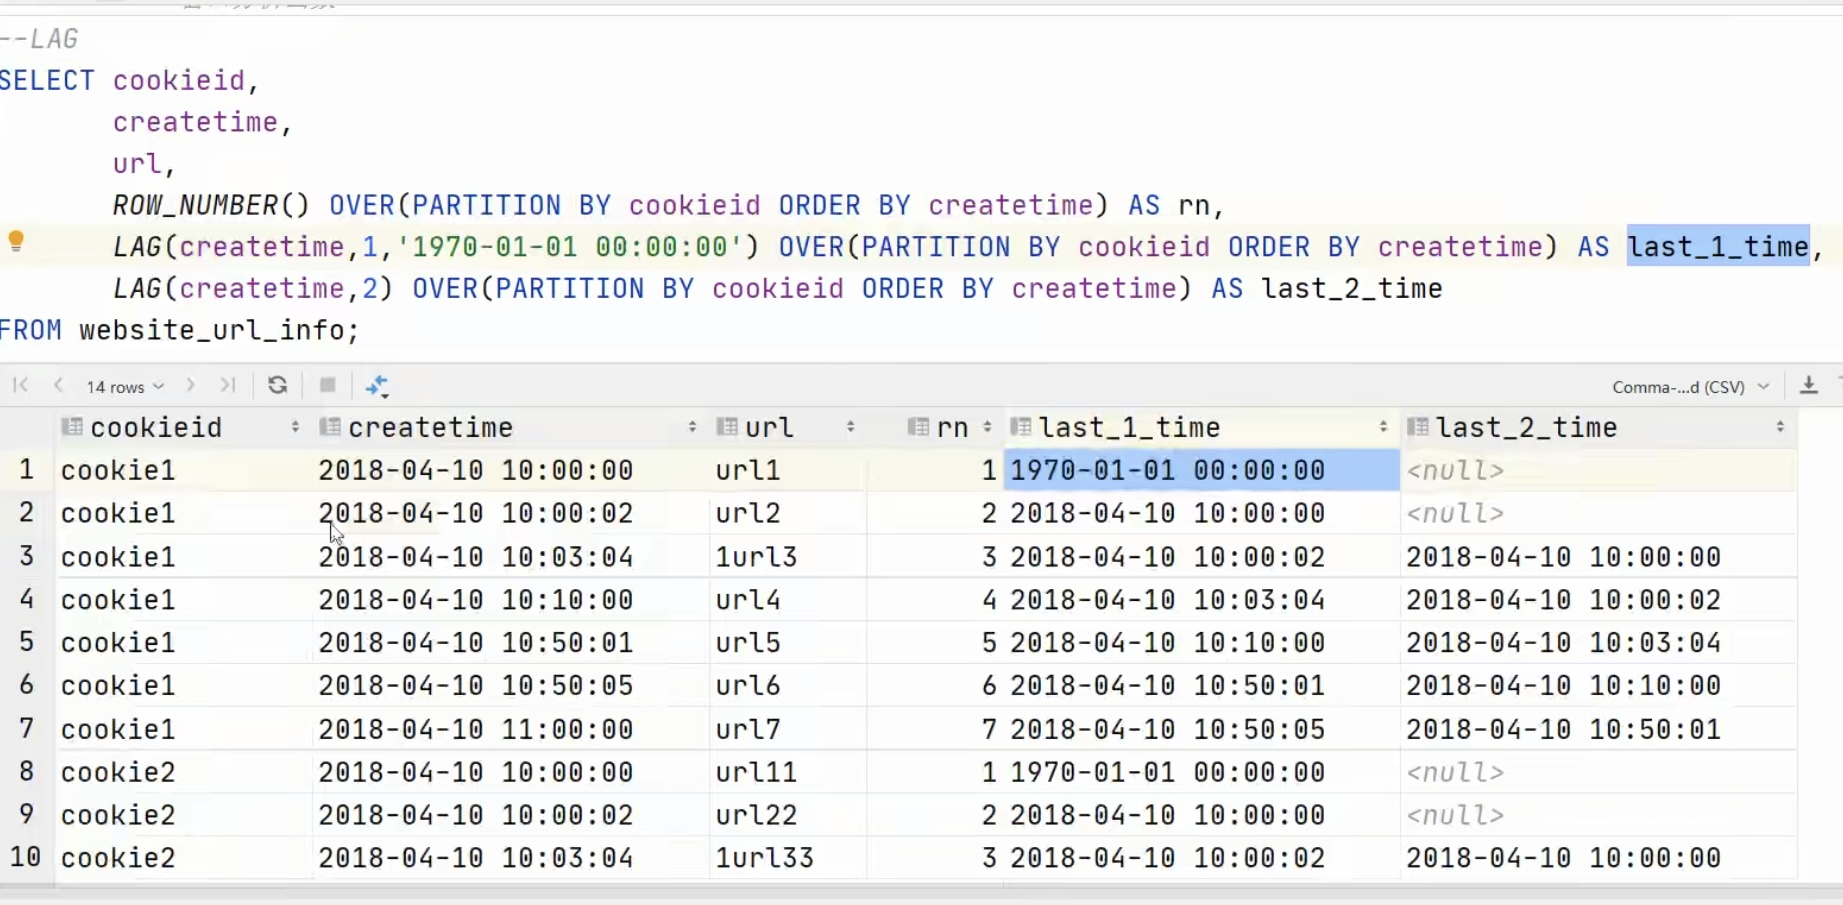 --LAG
SELECT cookieid,
createtime,
url,
ROW_NUMBER() OVER(PARTITION BY cookieid ORDER BY createtime) AS rn,
LAG(createtime,1,'1970-01-01 00:00:00') OVER(PARTITION BY cookieid ORDER BY createtime) AS last_1_time,
LAG(createtime,2) OVER(PARTITION BY cookieid ORDER BY createtime) AS last_2_time
FROM website_url_info;
14 rows Comma-...d (CSV)
cookieid createtime url rn last_1_time last_2_time
1 cookie1 2018-04-10 10:00:00 url1 1 1970-01-01 00:00:00 <null>
2 cookie1 2018-04-10 10:00:02 url2 2 2018-04-10 10:00:00 <null>
3 cookie1 2018-04-10 10:03:04 1url3 3 2018-04-10 10:00:02 2018-04-10 10:00:00
4 cookie1 2018-04-10 10:10:00 url4 4 2018-04-10 10:03:04 2018-04-10 10:00:02
5 cookie1 2018-04-10 10:50:01 url5 5 2018-04-10 10:10:00 2018-04-10 10:03:04
6 cookie1 2018-04-10 10:50:05 url6 6 2018-04-10 10:50:01 2018-04-10 10:10:00
7 cookie1 2018-04-10 11:00:00 url7 7 2018-04-10 10:50:05 2018-04-10 10:50:01
8 cookie2 2018-04-10 10:00:00 url11 1 1970-01-01 00:00:00 <null>
9 cookie2 2018-04-10 10:00:02 url22 2 2018-04-10 10:00:00 <null>
10 cookie2 2018-04-10 10:03:04 1url33 3 2018-04-10 10:00:02 2018-04-10 10:00:00